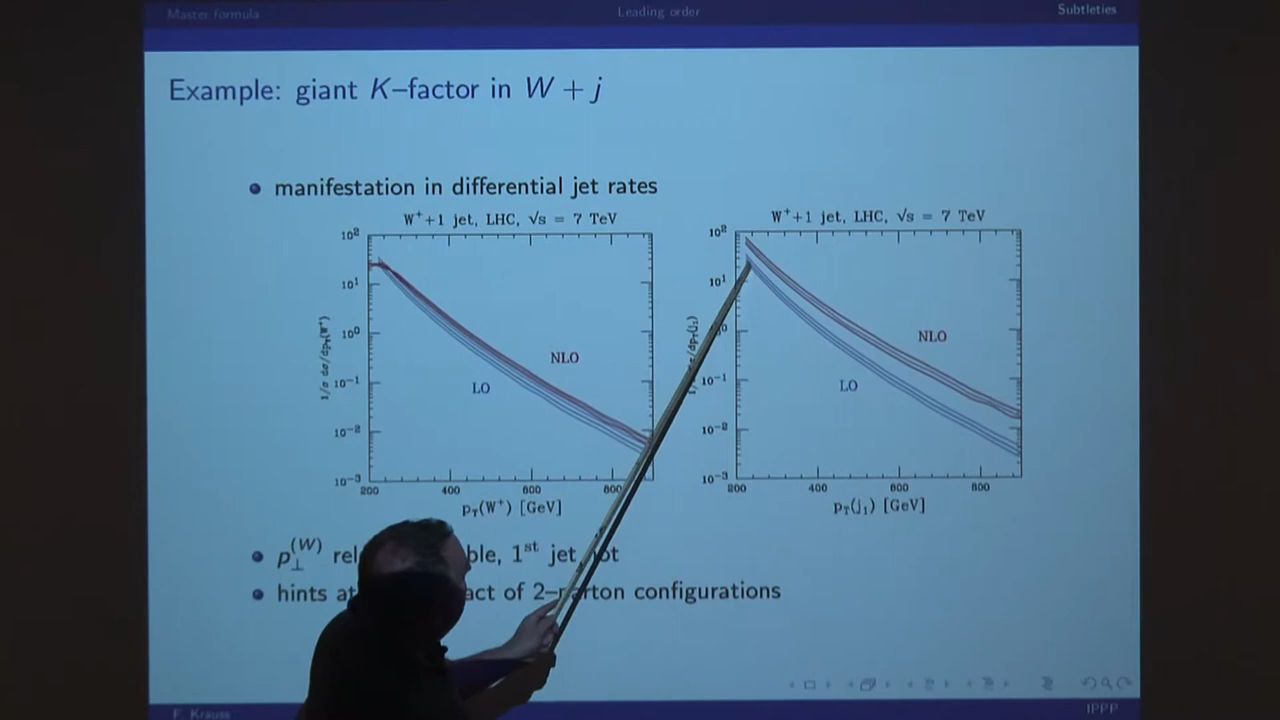 Master formula Leading order Subtleties
Example: giant K–factor in W + j
manifestation in differential jet rates
W⁺+1 jet, LHC, √s = 7 TeV
10² 10¹ 10⁰ 10⁻¹ 10⁻² 10⁻³
1/σ dσ/dp_T(W⁺)
NLO
LO
200 400 600 800
p_T(W⁺) [GeV]
W⁺+1 jet, LHC, √s = 7 TeV
10² 10¹ 10⁻¹ 10⁻² 10⁻³
NLO
LO
200 400 600 800
p_T(j₁) [GeV]
p_⊥^(W) 1ˢᵗ jet
hints at of 2– configurations
F. Krauss IPPP